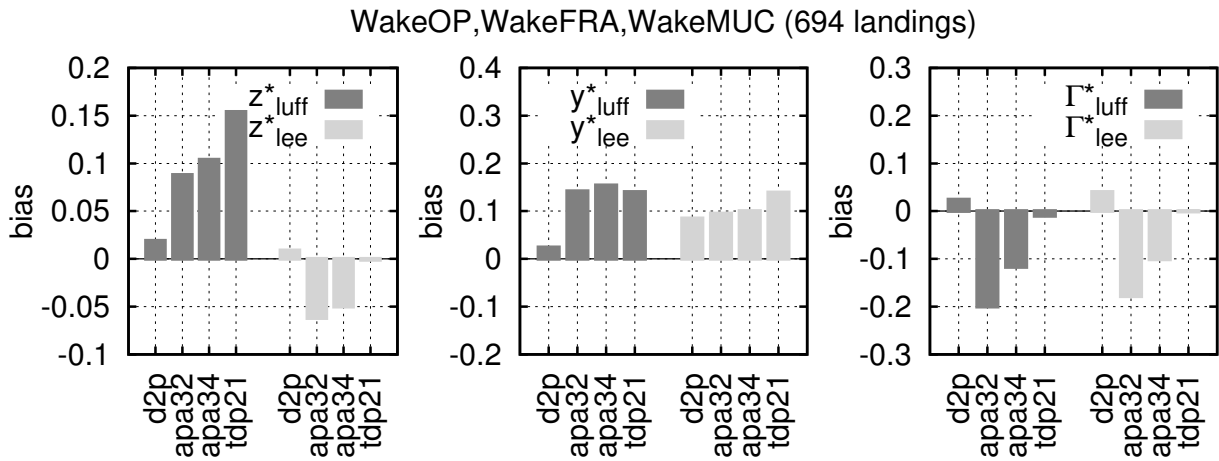 WakeOP,WakeFRA,WakeMUC (694 landings)
bias
0.2
0.15
0.1
0.05
0
-0.05
-0.1
z*luff
z*lee
d2p
apa32
apa34
tdp21
d2p
apa32
apa34
tdp21
bias
0.4
0.3
0.2
0.1
0
-0.1
-0.2
y*luff
y*lee
d2p
apa32
apa34
tdp21
d2p
apa32
apa34
tdp21
bias
0.3
0.2
0.1
0
-0.1
-0.2
-0.3
Γ*luff
Γ*lee
d2p
apa32
apa34
tdp21
d2p
apa32
apa34
tdp21